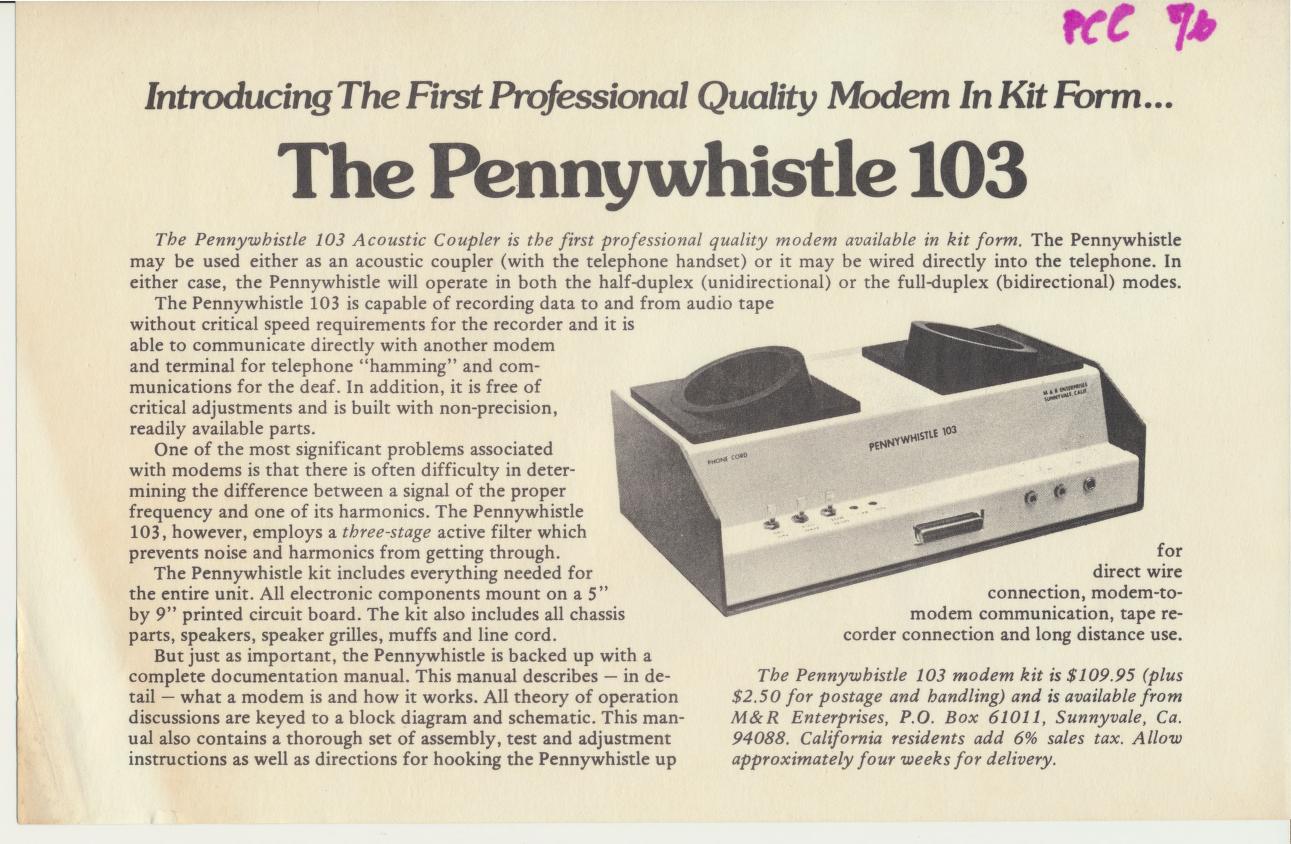 PCC 76
Introducing The First Professional Quality Modem In Kit Form...
The Pennywhistle 103
The Pennywhistle 103 Acoustic Coupler is the first professional quality modem available in kit form. The Pennywhistle
may be used either as an acoustic coupler (with the telephone handset) or it may be wired directly into the telephone. In
either case, the Pennywhistle will operate in both the half-duplex (unidirectional) or the full-duplex (bidirectional) modes.
The Pennywhistle 103 is capable of recording data to and from audio tape
without critical speed requirements for the recorder and it is
able to communicate directly with another modem
and terminal for telephone “hamming” and com-
munications for the deaf. In addition, it is free of
critical adjustments and is built with non-precision,
readily available parts.
One of the most significant problems associated
with modems is that there is often difficulty in deter-
mining the difference between a signal of the proper
frequency and one of its harmonics. The Pennywhistle
103, however, employs a three-stage active filter which
prevents noise and harmonics from getting through.
The Pennywhistle kit includes everything needed for
the entire unit. All electronic components mount on a 5”
by 9” printed circuit board. The kit also includes all chassis
parts, speakers, speaker grilles, muffs and line cord.
But just as important, the Pennywhistle is backed up with a
complete documentation manual. This manual describes — in de-
tail — what a modem is and how it works. All theory of operation
discussions are keyed to a block diagram and schematic. This man-
ual also contains a thorough set of assembly, test and adjustment
instructions as well as directions for hooking the Pennywhistle up
M & R ENTERPRISES
SUNNYVALE, CALIF.
PENNYWHISTLE 103
PHONE CORD
for
direct wire
connection, modem-to-
modem communication, tape re-
corder connection and long distance use.
The Pennywhistle 103 modem kit is $109.95 (plus
$2.50 for postage and handling) and is available from
M&R Enterprises, P.O. Box 61011, Sunnyvale, Ca.
94088. California residents add 6% sales tax. Allow
approximately four weeks for delivery.